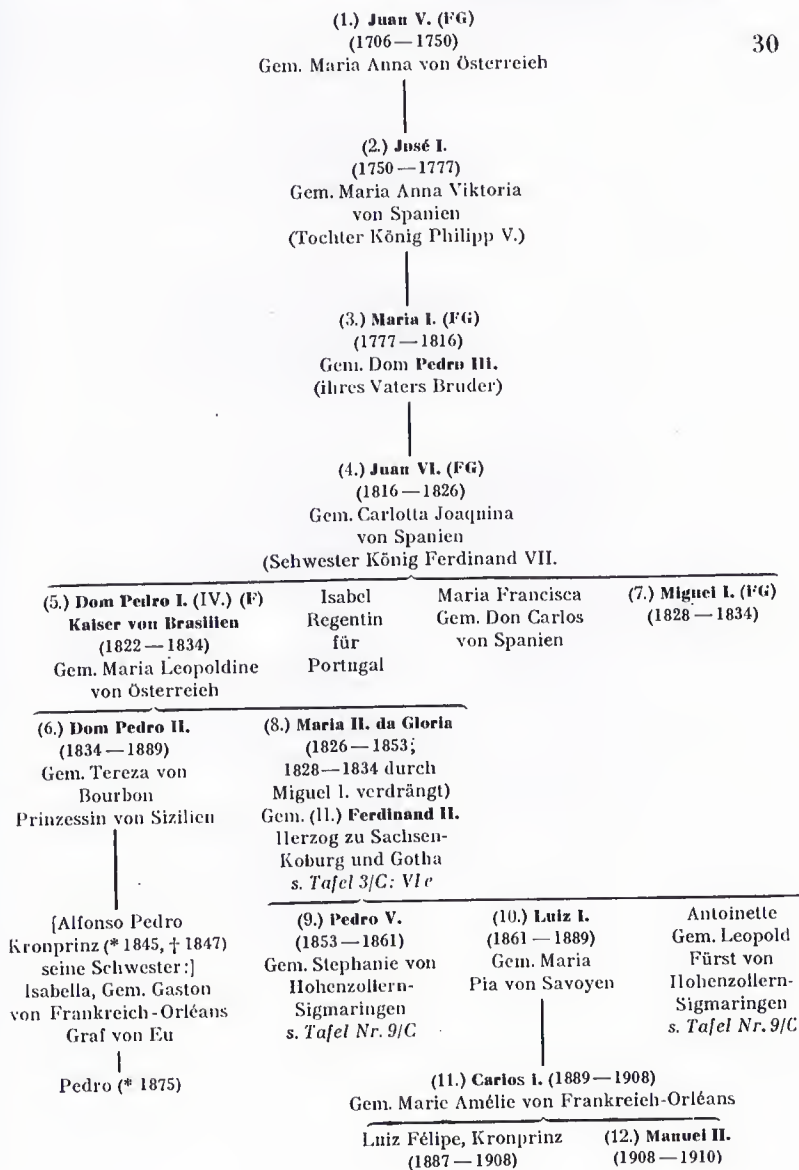 30
(1.) Juan V. (FG)
(1706—1750)
Gem. Maria Anna von Österreich
(2.) José I.
(1750—1777)
Gem. Maria Anna Viktoria
von Spanien
(Tochter König Philipp V.)
(3.) Maria I. (FG)
(1777—1816)
Gem. Dom Pedro III.
(ihres Vaters Bruder)
(4.) Juan VI. (FG)
(1816—1826)
Gem. Carlotta Joaquina
von Spanien
(Schwester König Ferdinand VII.
(5.) Dom Pedro I. (IV.) (F)
Kaiser von Brasilien
(1822—1834)
Gem. Maria Leopoldine
von Österreich
Isabel
Regentin
für
Portugal
Maria Francisca
Gem. Don Carlos
von Spanien
(7.) Miguel I. (FG)
(1828—1834)
(6.) Dom Pedro II.
(1834—1889)
Gem. Tereza von
Bourbon
Prinzessin von Sizilien
(8.) Maria II. da Gloria
(1826—1853;
1828—1834 durch
Miguel I. verdrängt)
Gem. (11.) Ferdinand II.
Herzog zu Sachsen-
Koburg und Gotha
s. Tafel 3/C: VIe
[Alfonso Pedro
Kronprinz (* 1845, † 1847)
seine Schwester:]
Isabella, Gem. Gaston
von Frankreich-Orléans
Graf von Eu
Pedro (* 1875)
(9.) Pedro V.
(1853—1861)
Gem. Stephanie von
Hohenzollern-
Sigmaringen
s. Tafel Nr. 9/C
(10.) Luiz I.
(1861—1889)
Gem. Maria
Pia von Savoyen
Antoinette
Gem. Leopold
Fürst von
Hohenzollern-
Sigmaringen
s. Tafel Nr. 9/C
(11.) Carlos I. (1889—1908)
Gem. Marie Amélie von Frankreich-Orléans
Luiz Félipe, Kronprinz
(1887—1908)
(12.) Manuel II.
(1908—1910)